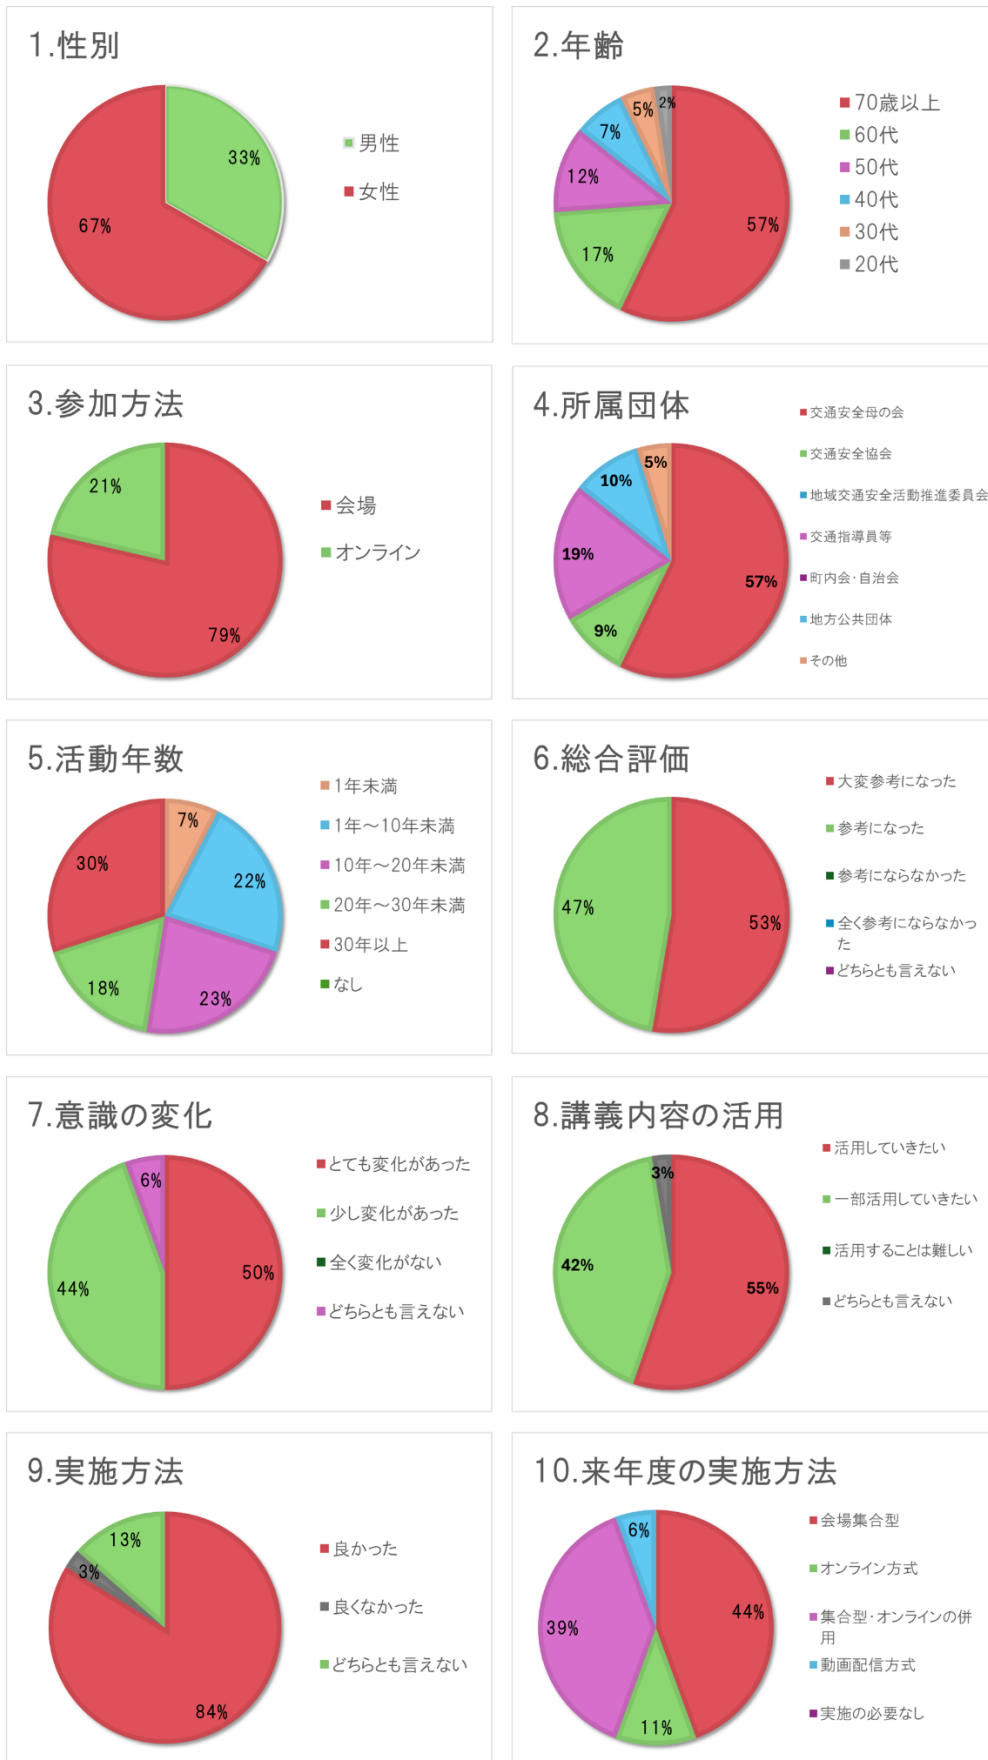 1.性別
33%
67%
男性
女性
2.年齢
2%
5%
7%
12%
17%
57%
70歳以上
60代
50代
40代
30代
20代
3.参加方法
21%
79%
会場
オンライン
4.所属団体
5%
10%
19%
9%
57%
交通安全母の会
交通安全協会
地域交通安全活動推進委員会
交通指導員等
町内会・自治会
地方公共団体
その他
5.活動年数
7%
30%
22%
18%
23%
1年未満
1年～10年未満
10年～20年未満
20年～30年未満
30年以上
なし
6.総合評価
47%
53%
大変参考になった
参考になった
参考にならなかった
全く参考にならなかっ
た
どちらとも言えない
7.意識の変化
6%
44%
50%
とても変化があった
少し変化があった
全く変化がない
どちらとも言えない
8.講義内容の活用
3%
42%
55%
活用していきたい
一部活用していきたい
活用することは難しい
どちらとも言えない
9.実施方法
13%
3%
84%
良かった
良くなかった
どちらとも言えない
10.来年度の実施方法
6%
44%
39%
11%
会場集合型
オンライン方式
集合型・オンラインの併
用
動画配信方式
実施の必要なし